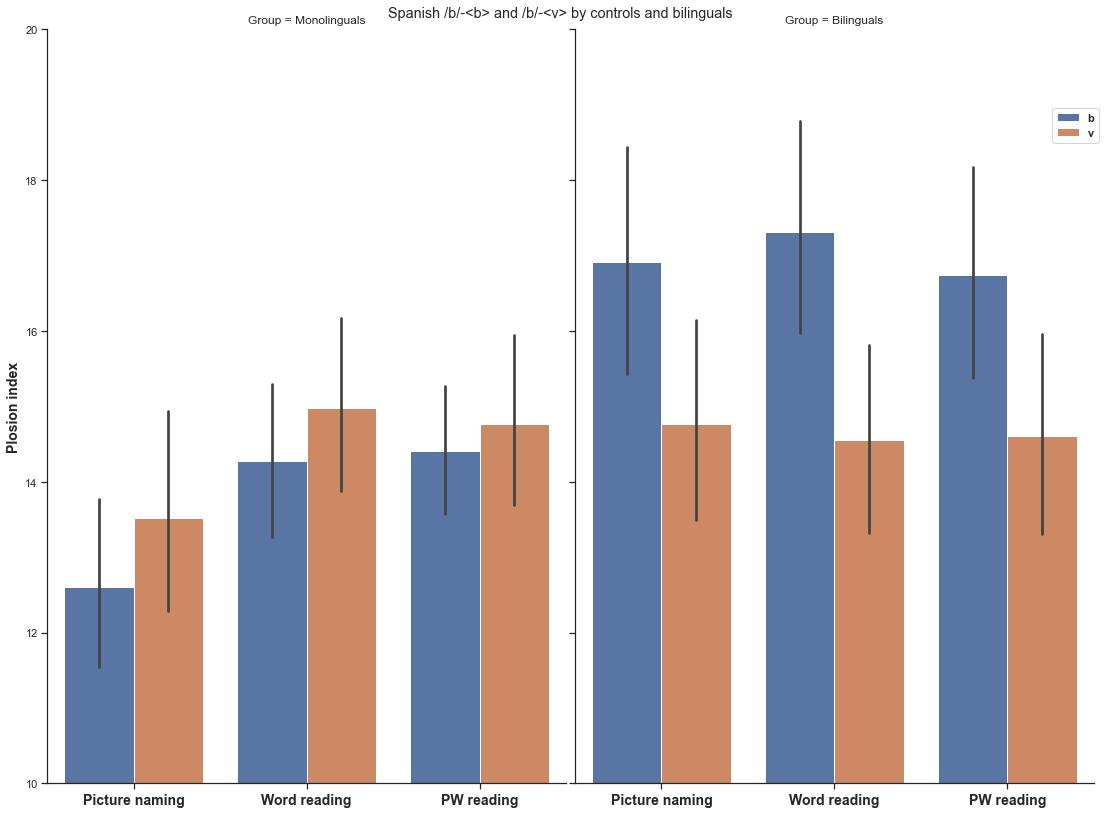 Spanish /b/-<b> and /b/-<v> by controls and bilinguals
Group = Monolinguals
Group = Bilinguals
b
v
Plosion index
20
18
16
14
12
10
Picture naming
Word reading
PW reading
Picture naming
Word reading
PW reading